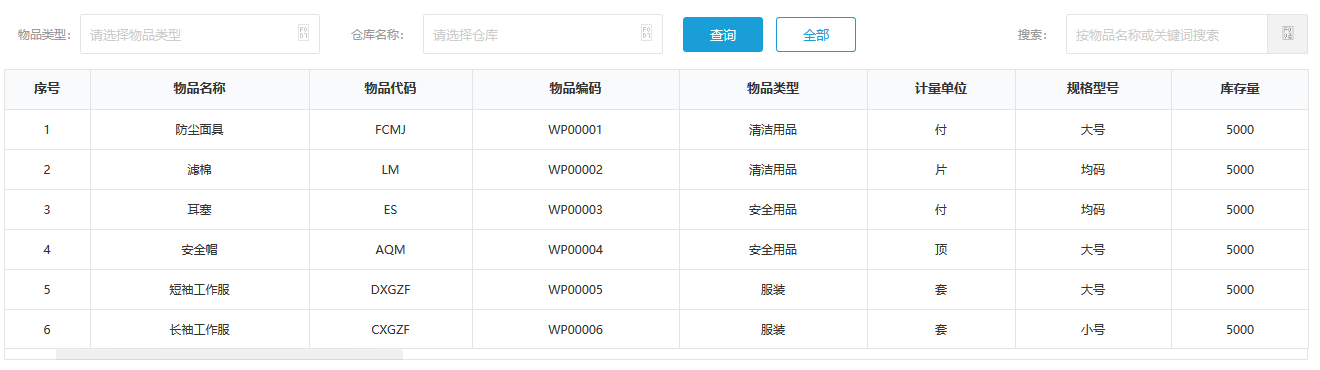 物品类型： 请选择物品类型 仓库名称： 请选择仓库 查询 全部 搜索： 按物品名称或关键词搜索
序号 物品名称 物品代码 物品编码 物品类型 计量单位 规格型号 库存量
1 防尘面具 FCMJ WP00001 清洁用品 付 大号 5000
2 滤棉 LM WP00002 清洁用品 片 均码 5000
3 耳塞 ES WP00003 安全用品 付 均码 5000
4 安全帽 AQM WP00004 安全用品 顶 大号 5000
5 短袖工作服 DXGZF WP00005 服装 套 大号 5000
6 长袖工作服 CXGZF WP00006 服装 套 小号 5000